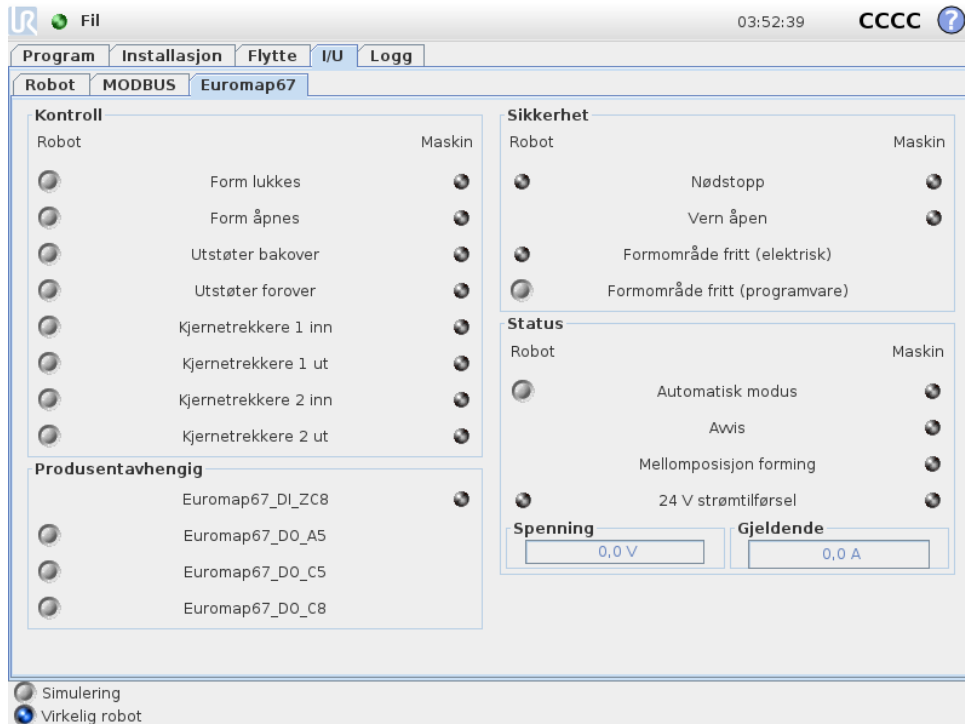 UR Fil 03:52:39 CCCC ?
Program Installasjon Flytte I/U Logg
Robot MODBUS Euromap67
Kontroll
Robot Maskin
Form lukkes
Form åpnes
Utstøter bakover
Utstøter forover
Kjernetrekkere 1 inn
Kjernetrekkere 1 ut
Kjernetrekkere 2 inn
Kjernetrekkere 2 ut
Produsentavhengig
Euromap67_DI_ZC8
Euromap67_DO_A5
Euromap67_DO_C5
Euromap67_DO_C8
Sikkerhet
Robot Maskin
Nødstopp
Vern åpen
Formområde fritt (elektrisk)
Formområde fritt (programvare)
Status
Robot Maskin
Automatisk modus
Avvis
Mellomposisjon forming
24 V strømtilførsel
Spenning Gjeldende
0,0 V 0,0 A
Simulering
Virkelig robot